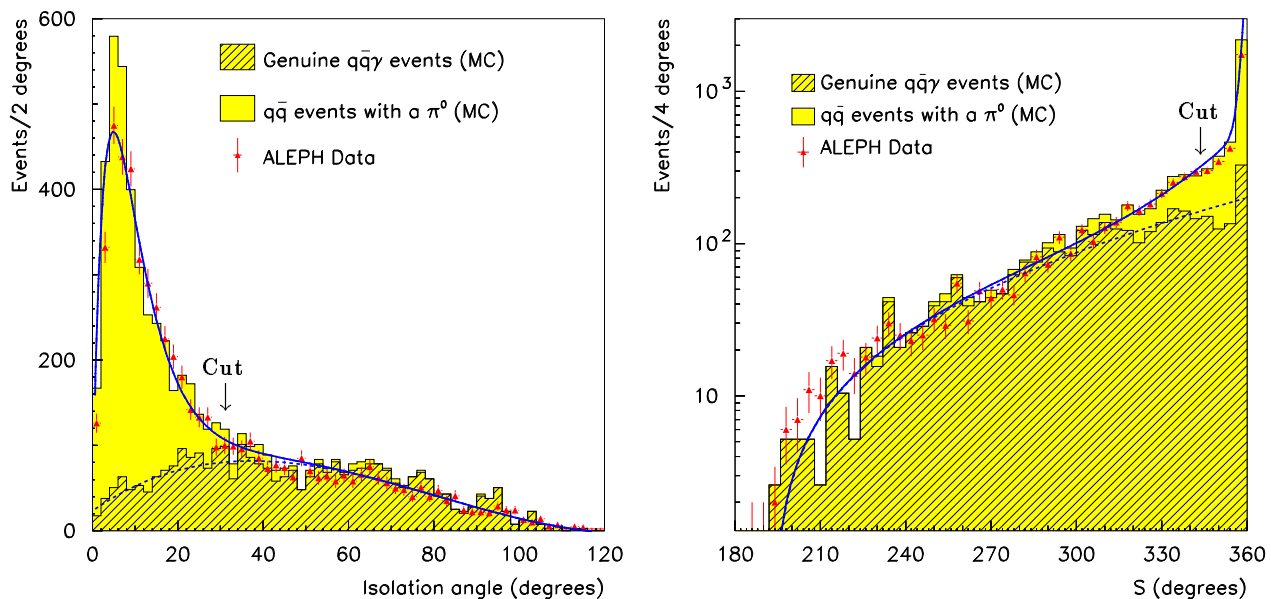 Events/2 degrees
600
400
200
0
Genuine qq̄γ events (MC)
qq̄ events with a π⁰ (MC)
ALEPH Data
Cut
0 20 40 60 80 100 120
Isolation angle (degrees)
Events/4 degrees
10³
10²
10
Genuine qq̄γ events (MC)
qq̄ events with a π⁰ (MC)
ALEPH Data
Cut
180 210 240 270 300 330 360
S (degrees)